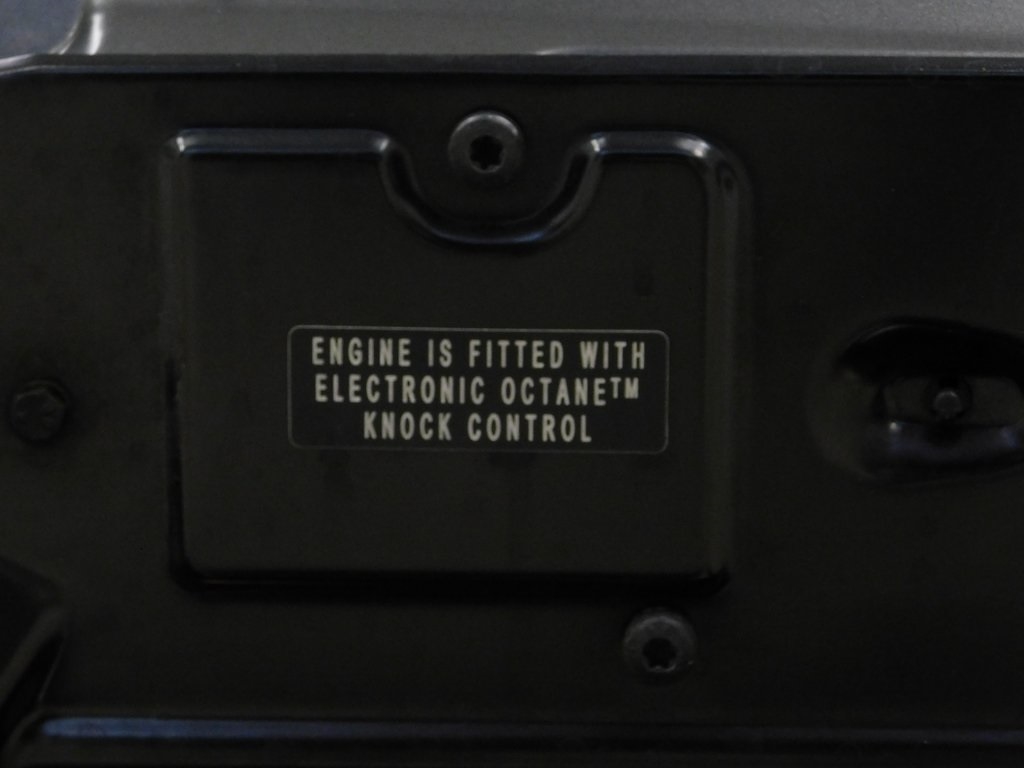 ENGINE IS FITTED WITH
ELECTRONIC OCTANE™
KNOCK CONTROL